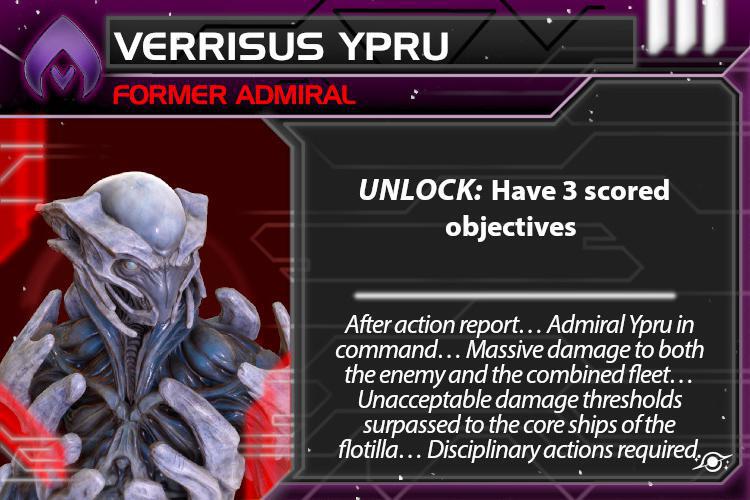 VERRISUS YPRU
FORMER ADMIRAL
UNLOCK: Have 3 scored
objectives
After action report… Admiral Ypru in
command… Massive damage to both
the enemy and the combined fleet…
Unacceptable damage thresholds
surpassed to the core ships of the
flotilla… Disciplinary actions required.